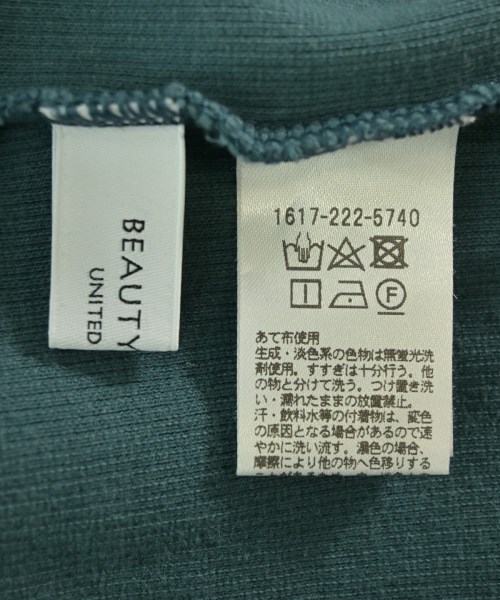 BEAUTY
UNITED
1617-222-5740
F
あて布使用
生成・淡色系の色物は無蛍光洗
剤使用。すすぎは十分行う。他
の物と分けて洗う。つけ置き洗
い・濡れたままの放置禁止。
汗・飲料水等の付着物は、変色
の原因となる場合があるので速
やかに洗い流す。濃色の場合、
摩擦により他の物へ色移りする